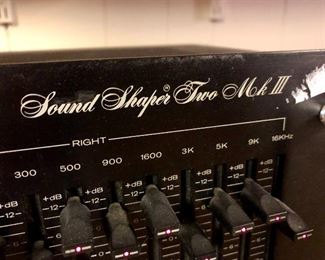 Sound Shaper ® Two Mk III
RIGHT
300 500 900 1600 3K 5K 9K 16KHz
+dB +dB +dB +dB +dB +dB +dB
12 12 12 12 12 12 12